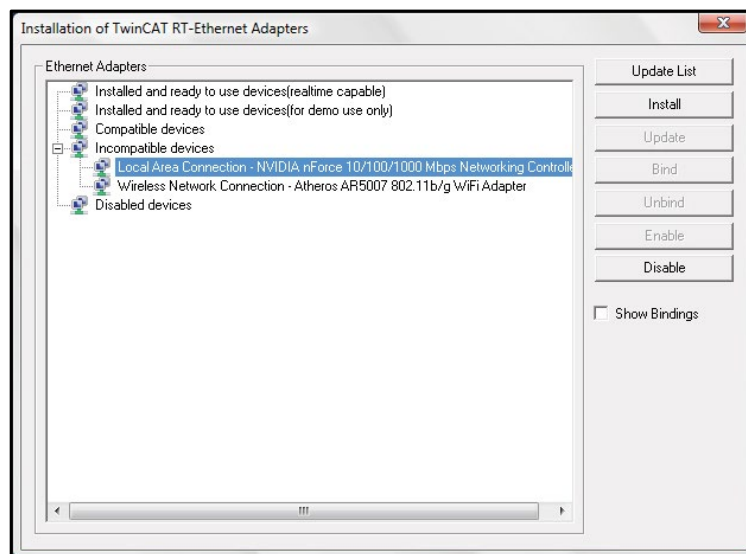 Installation of TwinCAT RT-Ethernet Adapters
Ethernet Adapters
Installed and ready to use devices(realtime capable)
Installed and ready to use devices(for demo use only)
Compatible devices
Incompatible devices
Local Area Connection - NVIDIA nForce 10/100/1000 Mbps Networking Controlle
Wireless Network Connection - Atheros AR5007 802.11b/g WiFi Adapter
Disabled devices
Update List
Install
Update
Bind
Unbind
Enable
Disable
Show Bindings